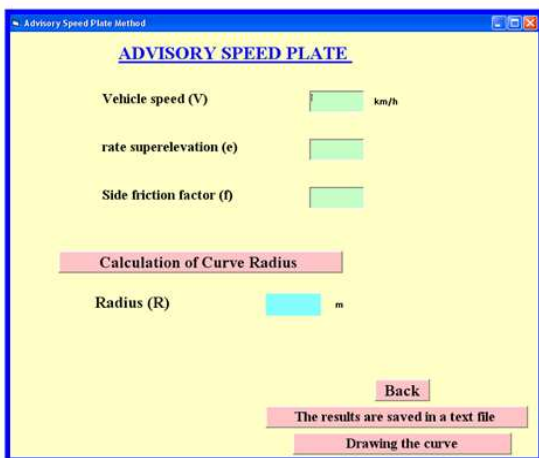 Advisory Speed Plate Method
ADVISORY SPEED PLATE
Vehicle speed (V) km/h
rate superelevation (e)
Side friction factor (f)
Calculation of Curve Radius
Radius (R) m
Back
The results are saved in a text file
Drawing the curve